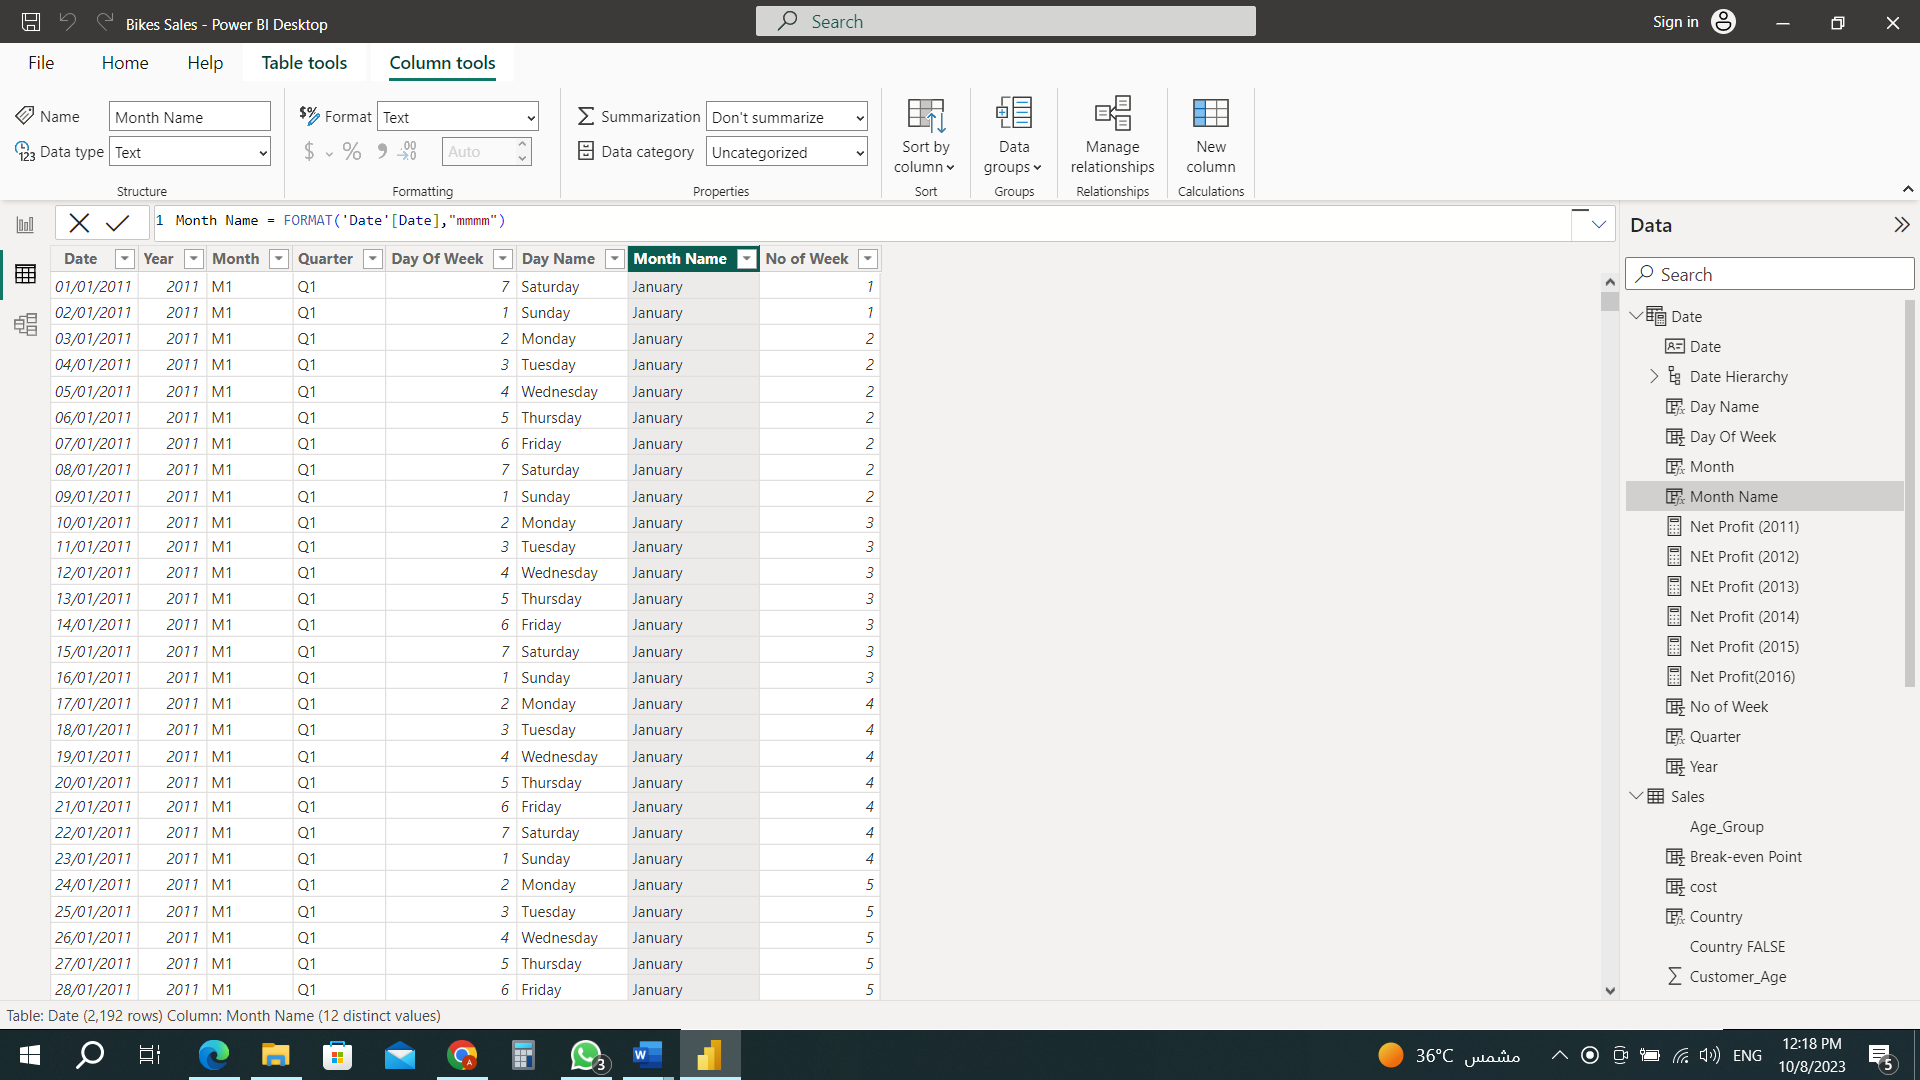 Bikes Sales - Power BI Desktop
Search
Sign in
File Home Help Table tools Column tools
Name Month Name
Data type Text
Structure
Format Text
$ % 9 .00 Auto
Formatting
Summarization Don't summarize
Data category Uncategorized
Properties
Sort by column
Sort
Data groups
Groups
Manage relationships
Relationships
New column
Calculations
1 Month Name = FORMAT('Date'[Date],"mmmm")
Date Year Month Quarter Day Of Week Day Name Month Name No of Week
01/01/2011 2011 M1 Q1 7 Saturday January 1
02/01/2011 2011 M1 Q1 1 Sunday January 1
03/01/2011 2011 M1 Q1 2 Monday January 2
04/01/2011 2011 M1 Q1 3 Tuesday January 2
05/01/2011 2011 M1 Q1 4 Wednesday January 2
06/01/2011 2011 M1 Q1 5 Thursday January 2
07/01/2011 2011 M1 Q1 6 Friday January 2
08/01/2011 2011 M1 Q1 7 Saturday January 2
09/01/2011 2011 M1 Q1 1 Sunday January 2
10/01/2011 2011 M1 Q1 2 Monday January 3
11/01/2011 2011 M1 Q1 3 Tuesday January 3
12/01/2011 2011 M1 Q1 4 Wednesday January 3
13/01/2011 2011 M1 Q1 5 Thursday January 3
14/01/2011 2011 M1 Q1 6 Friday January 3
15/01/2011 2011 M1 Q1 7 Saturday January 3
16/01/2011 2011 M1 Q1 1 Sunday January 3
17/01/2011 2011 M1 Q1 2 Monday January 4
18/01/2011 2011 M1 Q1 3 Tuesday January 4
19/01/2011 2011 M1 Q1 4 Wednesday January 4
20/01/2011 2011 M1 Q1 5 Thursday January 4
21/01/2011 2011 M1 Q1 6 Friday January 4
22/01/2011 2011 M1 Q1 7 Saturday January 4
23/01/2011 2011 M1 Q1 1 Sunday January 4
24/01/2011 2011 M1 Q1 2 Monday January 5
25/01/2011 2011 M1 Q1 3 Tuesday January 5
26/01/2011 2011 M1 Q1 4 Wednesday January 5
27/01/2011 2011 M1 Q1 5 Thursday January 5
28/01/2011 2011 M1 Q1 6 Friday January 5
Data
Search
Date
Date
Date Hierarchy
Day Name
Day Of Week
Month
Month Name
Net Profit (2011)
NEt Profit (2012)
NEt Profit (2013)
Net Profit (2014)
Net Profit (2015)
Net Profit(2016)
No of Week
Quarter
Year
Sales
Age_Group
Break-even Point
cost
Country
Country FALSE
Customer_Age
Table: Date (2,192 rows) Column: Month Name (12 distinct values)
3
36°C مشمس
ENG
12:18 PM
10/8/2023
5